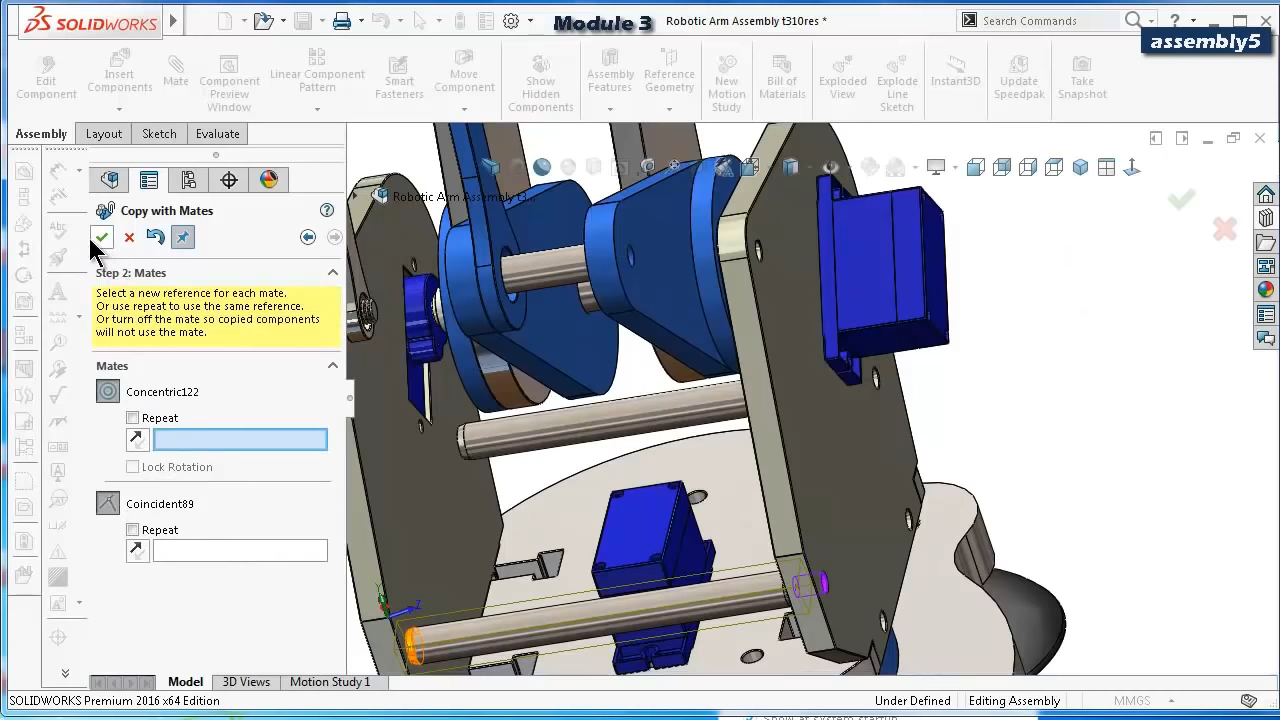 SOLIDWORKS
Module 3
Robotic Arm Assembly t310res *
Search Commands
assembly5
Edit Component
Insert Components
Mate
Component Preview Window
Linear Component Pattern
Smart Fasteners
Move Component
Show Hidden Components
Assembly Features
Reference Geometry
New Motion Study
Bill of Materials
Exploded View
Explode Line Sketch
Instant3D
Update Speedpak
Take Snapshot
Assembly
Layout
Sketch
Evaluate
Robotic Arm Assembly t3...
Copy with Mates
Step 2: Mates
Select a new reference for each mate.
Or use repeat to use the same reference.
Or turn off the mate so copied components
will not use the mate.
Mates
Concentric122
Repeat
Lock Rotation
Coincident89
Repeat
Y
Z
Model
3D Views
Motion Study 1
SOLIDWORKS Premium 2016 x64 Edition
Under Defined
Editing Assembly
MMGS